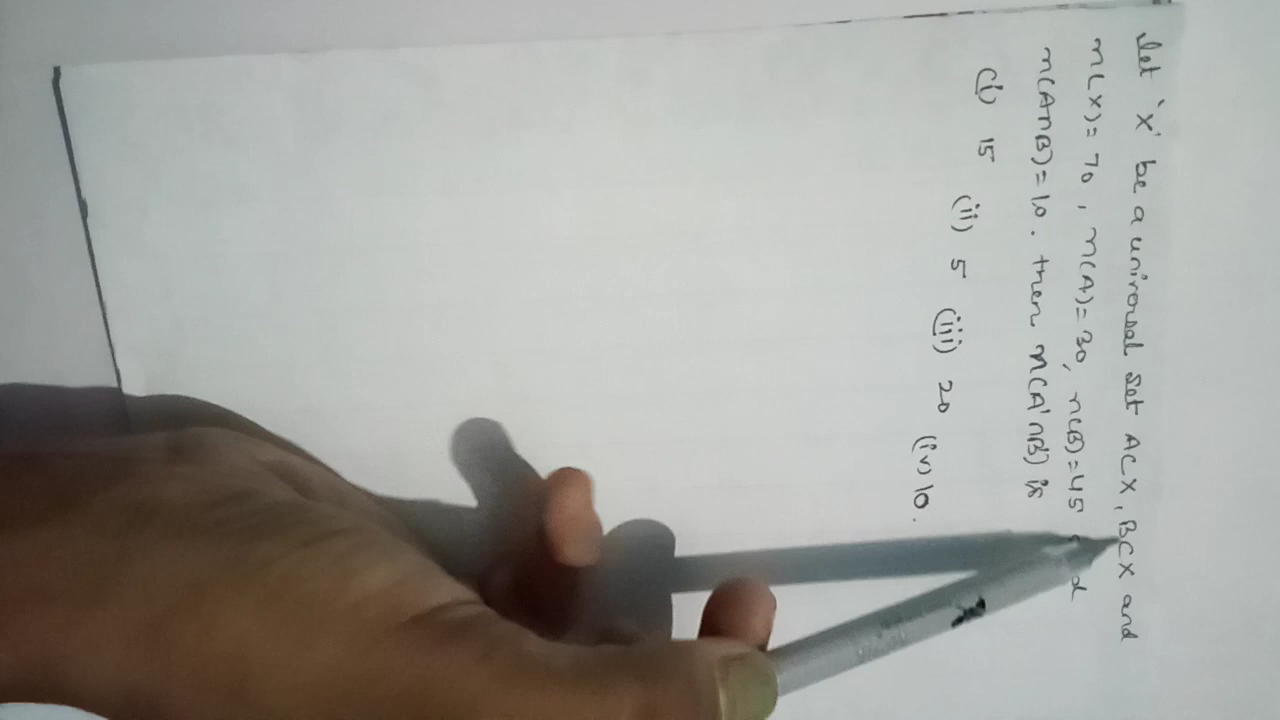 let 'X' be a universal set A⊂X, B⊂X and
n(X)= 70, n(A)= 30, n(B)=45
n(A∩B)=10. then n(A'∩B') is
(i) 15 (ii) 5 (iii) 20 (iv) 10.